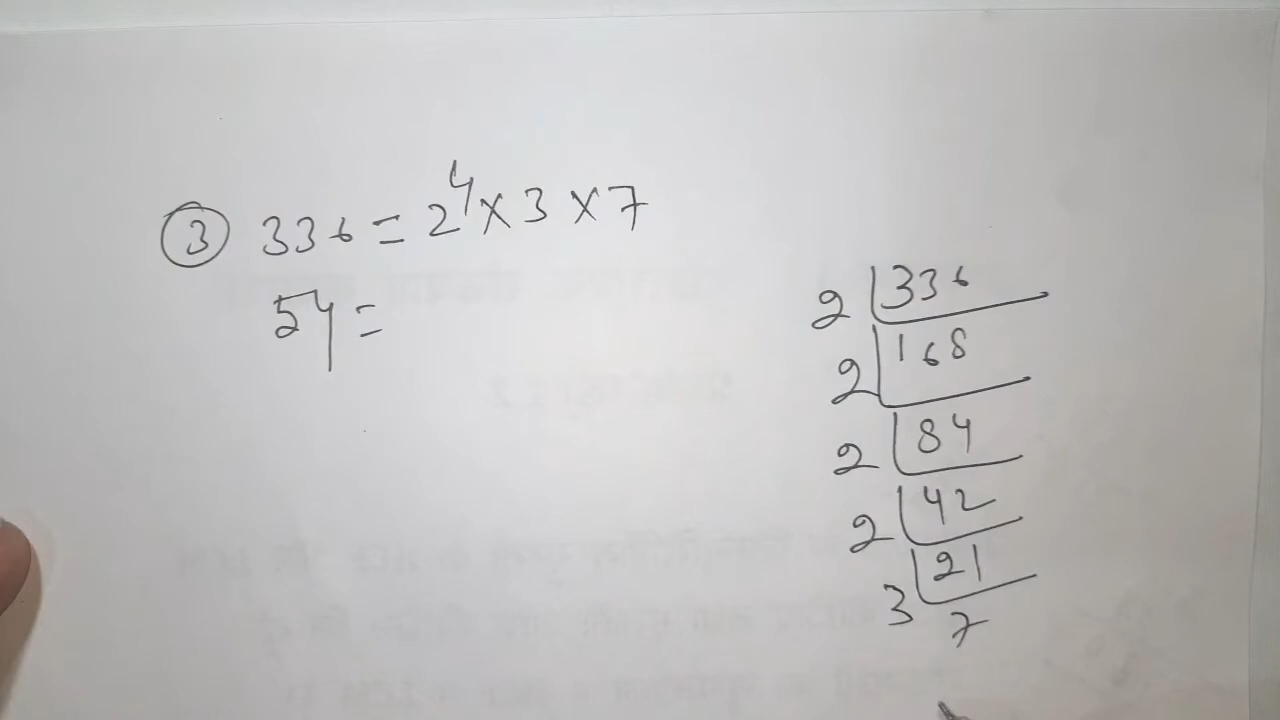 ③ 336 = 2⁴ × 3 × 7
54 =
2 | 336
2 | 168
2 | 84
2 | 42
3 | 21
7